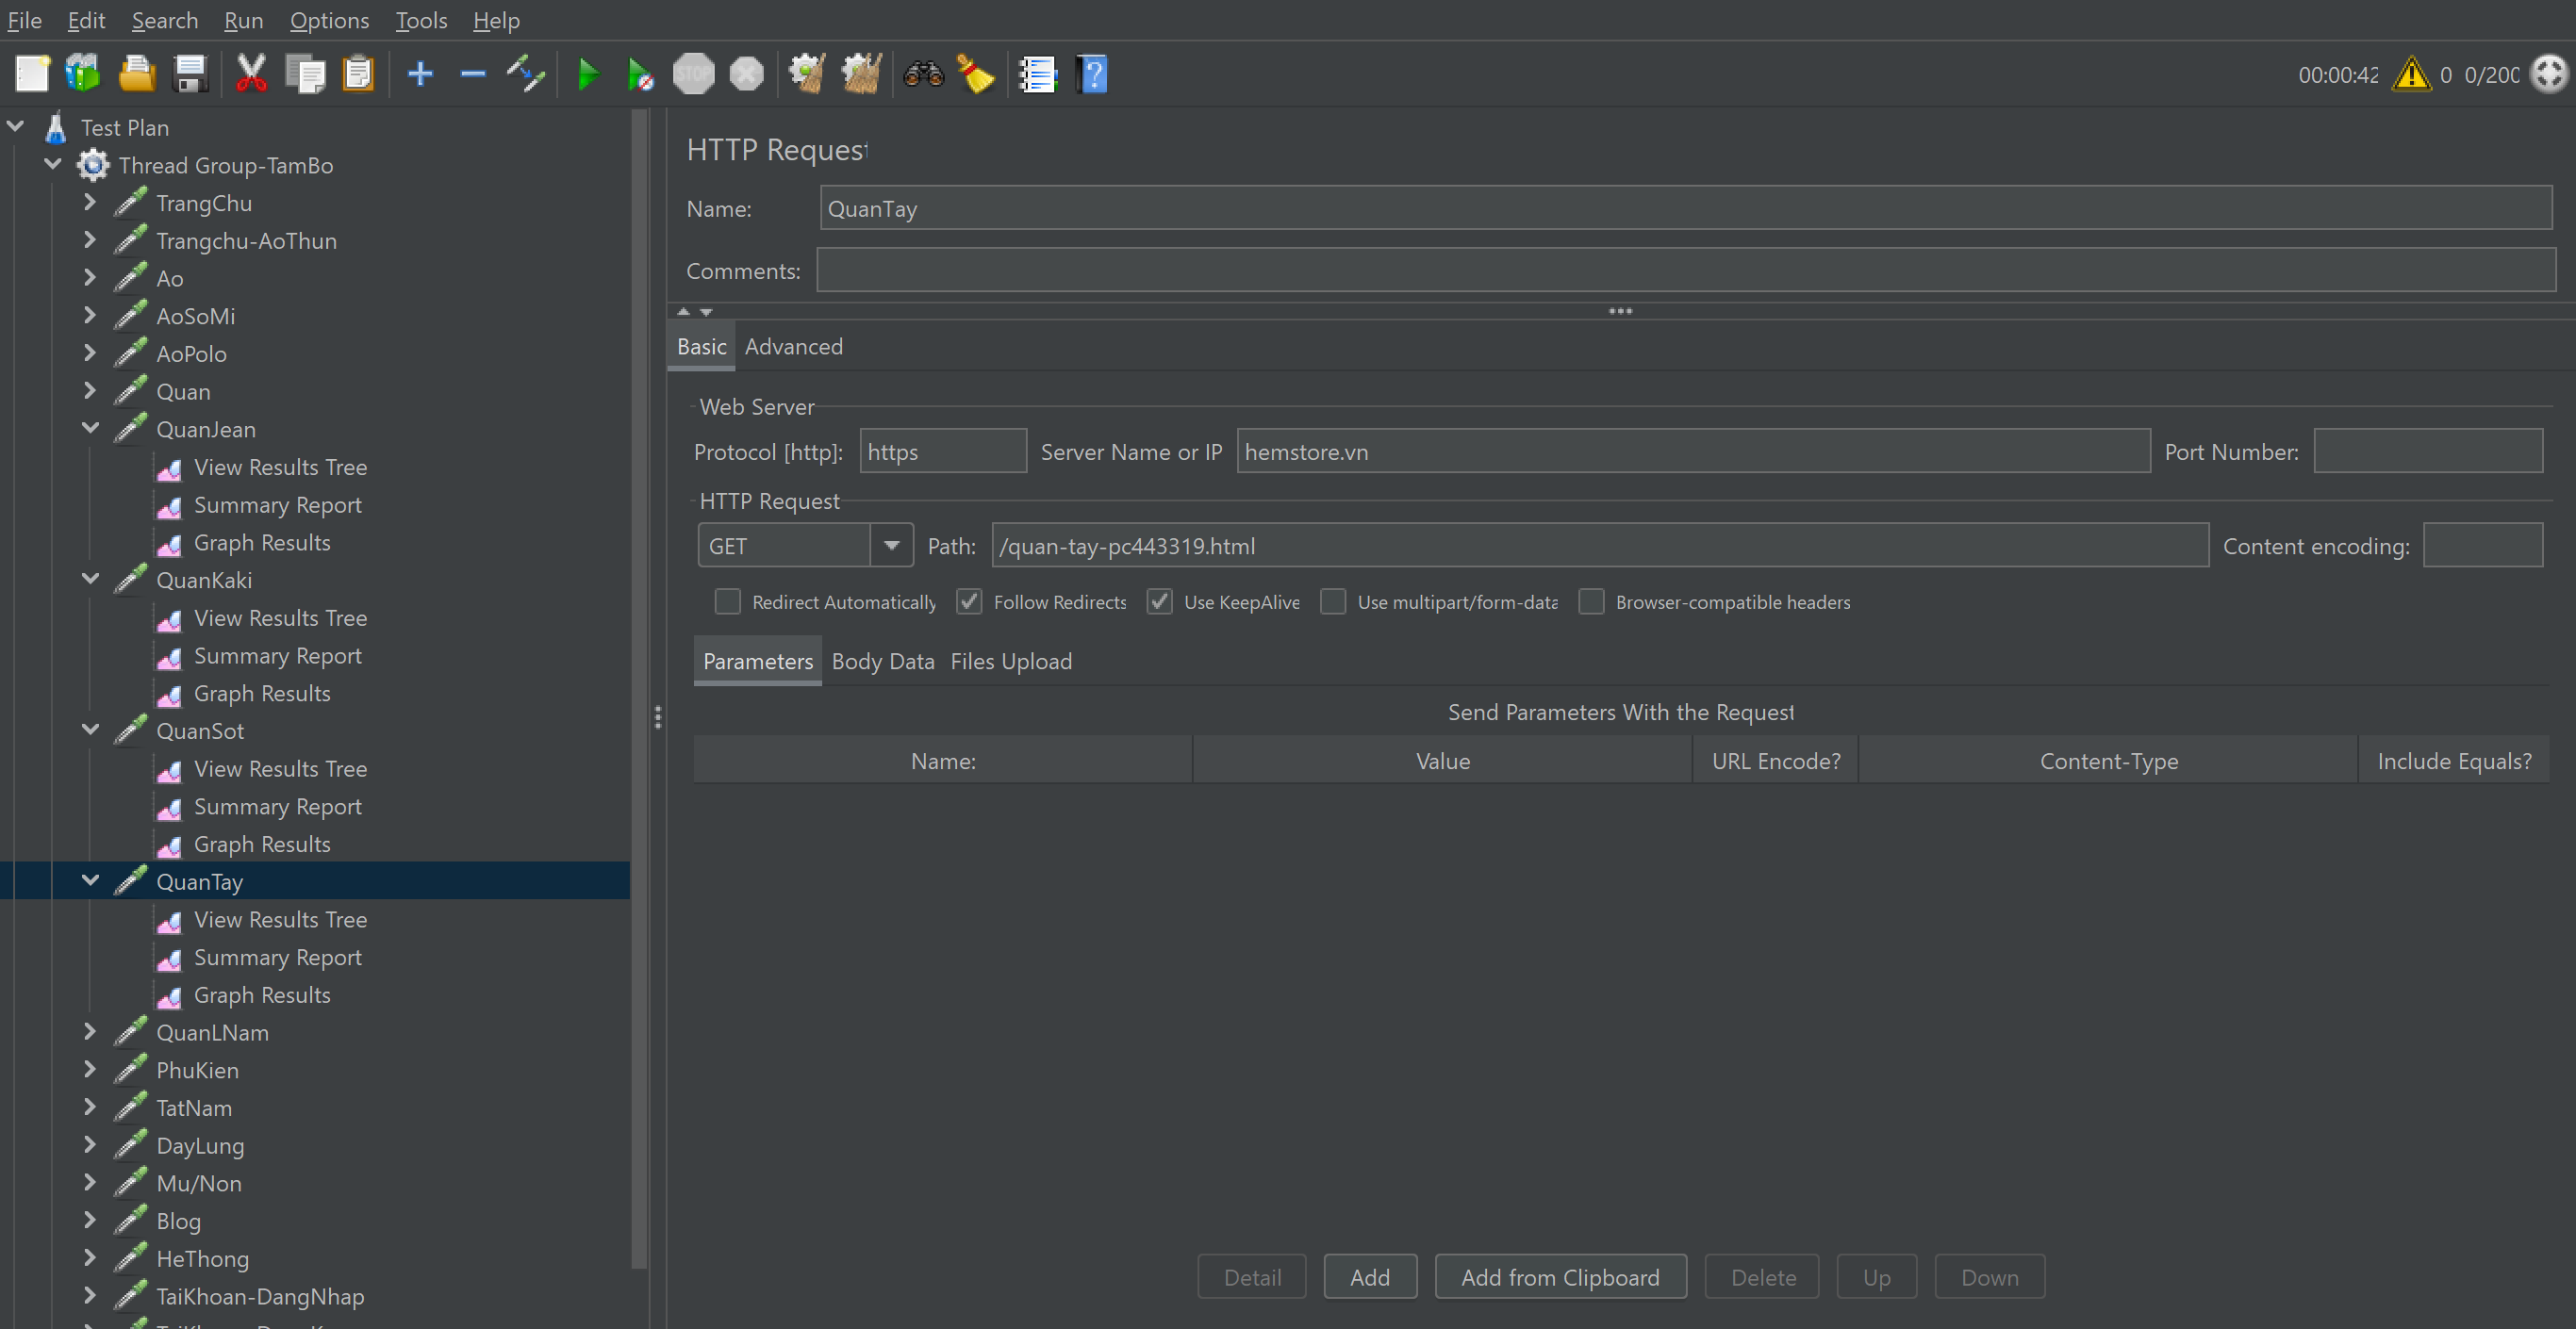 File Edit Search Run Options Tools Help
STOP
00:00:42 0 0/200
Test Plan
Thread Group-TamBo
TrangChu
Trangchu-AoThun
Ao
AoSoMi
AoPolo
Quan
QuanJean
View Results Tree
Summary Report
Graph Results
QuanKaki
View Results Tree
Summary Report
Graph Results
QuanSot
View Results Tree
Summary Report
Graph Results
QuanTay
View Results Tree
Summary Report
Graph Results
QuanLNam
PhuKien
TatNam
DayLung
Mu/Non
Blog
HeThong
TaiKhoan-DangNhap
HTTP Request
Name: QuanTay
Comments:
Basic Advanced
Web Server
Protocol [http]: https Server Name or IP hemstore.vn Port Number:
HTTP Request
GET Path: /quan-tay-pc443319.html Content encoding:
Redirect Automatically Follow Redirects Use KeepAlive Use multipart/form-data Browser-compatible headers
Parameters Body Data Files Upload
Send Parameters With the Request
Name: Value URL Encode? Content-Type Include Equals?
Detail Add Add from Clipboard Delete Up Down